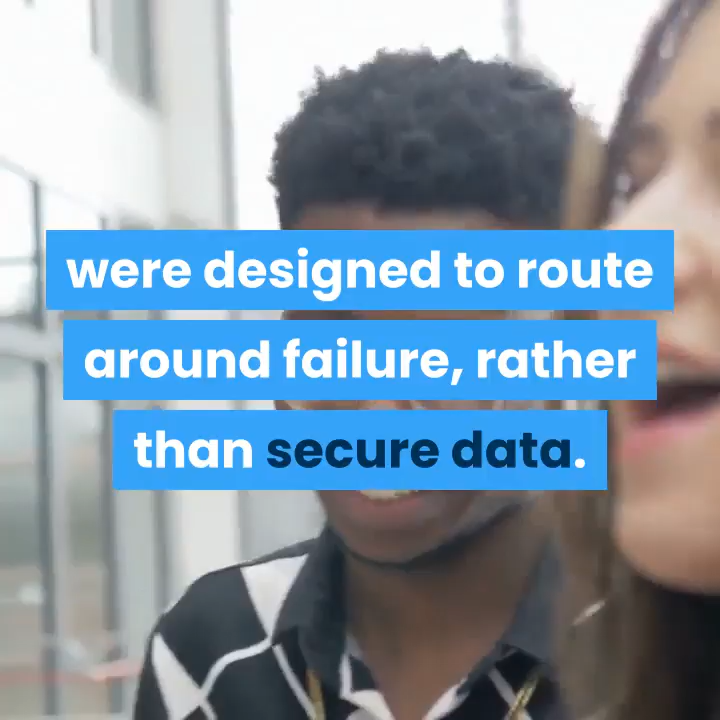 were designed to route
around failure, rather
than secure data.